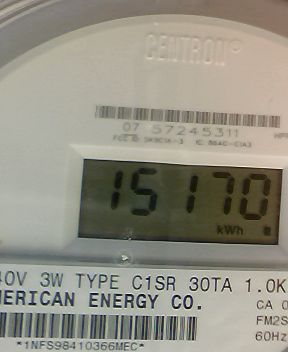 CENTRON®
07 57245311
15170
kWh
40V 3W TYPE C1SR 30TA 1.0K
MERICAN ENERGY CO.
CA 0
FM2S
60Hz
*1NFS98410366MEC*